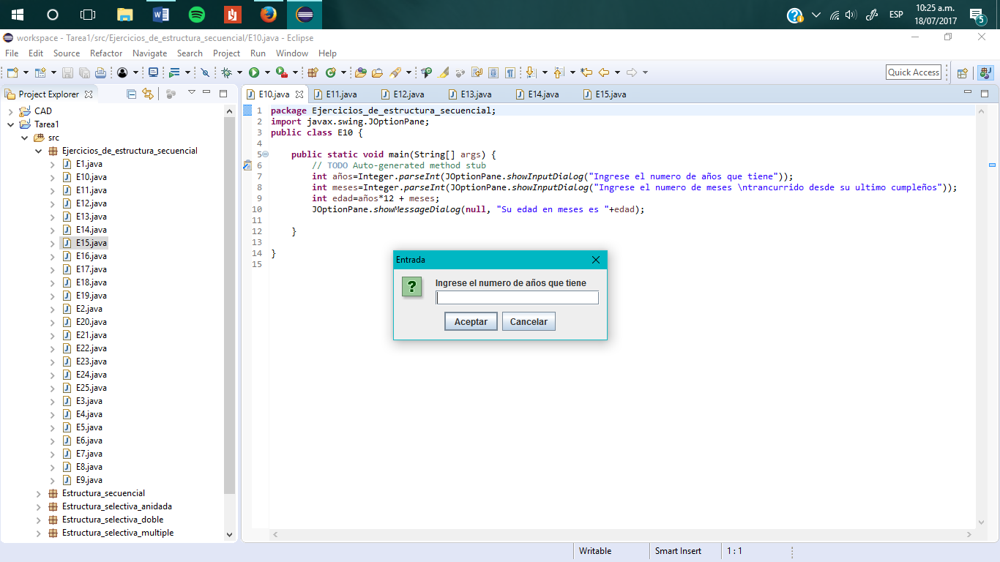 10:25 a.m.
ESP
18/07/2017
5
workspace - Tarea1/src/Ejercicios_de_estructura_secuencial/E10.java - Eclipse
File Edit Source Refactor Navigate Search Project Run Window Help
Quick Access
Project Explorer
CAD
Tarea1
src
Ejercicios_de_estructura_secuencial
E1.java
E10.java
E11.java
E12.java
E13.java
E14.java
E15.java
E16.java
E17.java
E18.java
E19.java
E2.java
E20.java
E21.java
E22.java
E23.java
E24.java
E25.java
E3.java
E4.java
E5.java
E6.java
E7.java
E8.java
E9.java
Estructura_secuencial
Estructura_selectiva_anidada
Estructura_selectiva_doble
Estructura_selectiva_multiple
E10.java E11.java E12.java E13.java E14.java E15.java
1 package Ejercicios_de_estructura_secuencial;
2 import javax.swing.JOptionPane;
3 public class E10 {
4
5 public static void main(String[] args) {
6 // TODO Auto-generated method stub
7 int años=Integer.parseInt(JOptionPane.showInputDialog("Ingrese el numero de años que tiene"));
8 int meses=Integer.parseInt(JOptionPane.showInputDialog("Ingrese el numero de meses \ntrancurrido desde su ultimo cumpleños"));
9 int edad=años*12 + meses;
10 JOptionPane.showMessageDialog(null, "Su edad en meses es "+edad);
11
12 }
13
14 }
15
Entrada
Ingrese el numero de años que tiene
Aceptar Cancelar
Writable Smart Insert 1 : 1